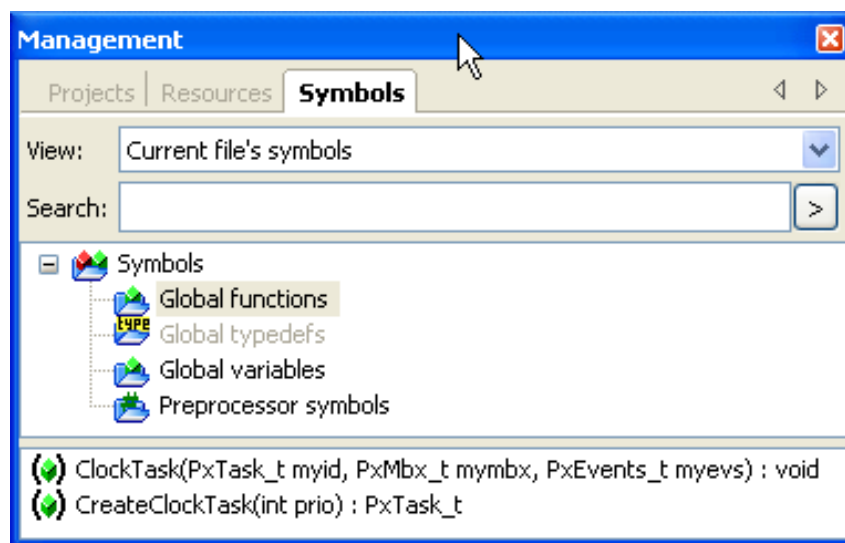 Management
Projects Resources Symbols
View: Current file's symbols
Search: >
Symbols
Global functions
type Global typedefs
Global variables
Preprocessor symbols
ClockTask(PxTask_t myid, PxMbx_t mymbx, PxEvents_t myevs) : void
CreateClockTask(int prio) : PxTask_t